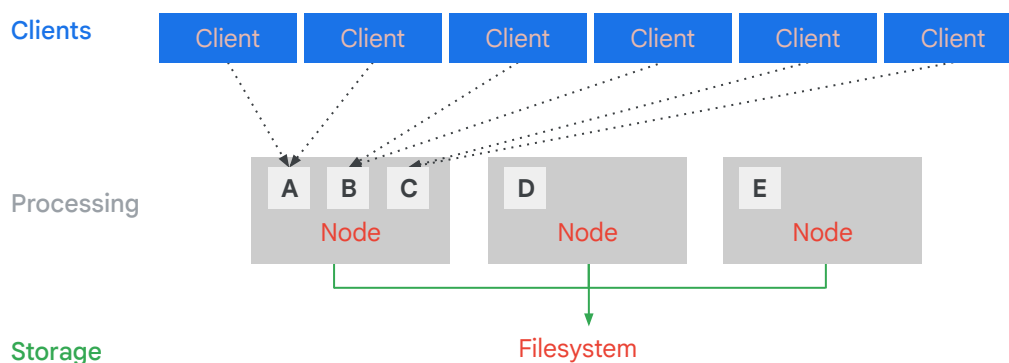 Clients
Client Client Client Client Client Client
Processing
A B C D E
Node Node Node
Storage
Filesystem